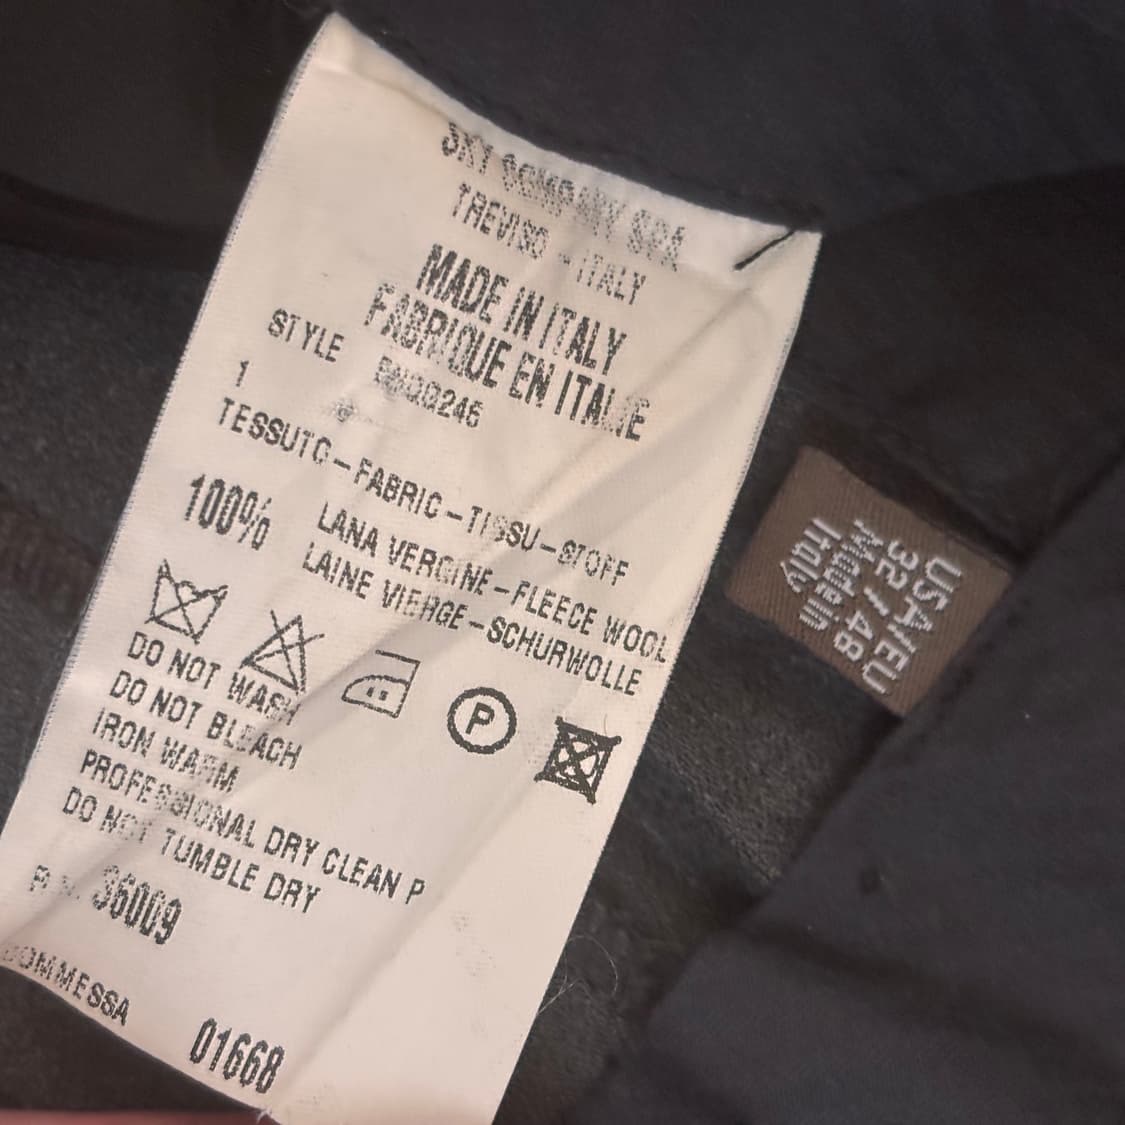 SKY COMPANY SPA
TREVISO - ITALY
MADE IN ITALY
FABRIQUE EN ITALIE
STYLE
1
TESSUTO - FABRIC - TISSU - STOFF
100% LANA VERGINE - FLEECE WOOL
LAINE VIERGE - SCHURWOLLE
40
P
DO NOT WASH
DO NOT BLEACH
IRON WARM
PROFESSIONAL DRY CLEAN P
DO NOT TUMBLE DRY
36009
COMMESSA 01668
USA/EU
32/48
Made in
Italy